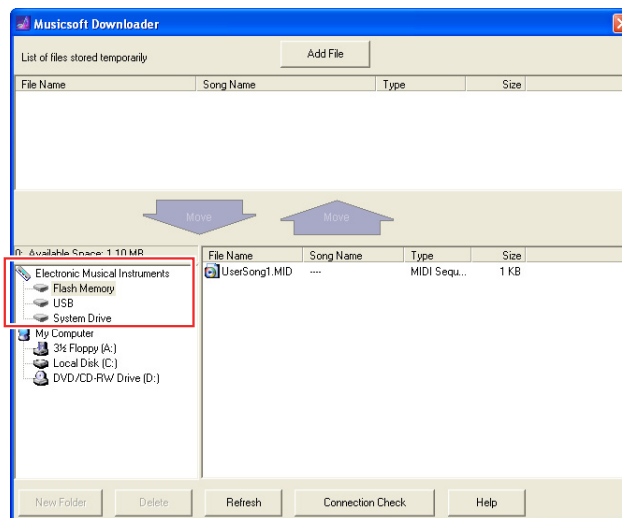 Musicsoft Downloader
List of files stored temporarily
Add File
File Name Song Name Type Size
Move Move
0: Available Space: 1.10 MB
File Name Song Name Type Size
Electronic Musical Instruments
UserSong1.MID ---- MIDI Sequ... 1 KB
Flash Memory
USB
System Drive
My Computer
3½ Floppy (A:)
Local Disk (C:)
DVD/CD-RW Drive (D:)
New Folder Delete Refresh Connection Check Help